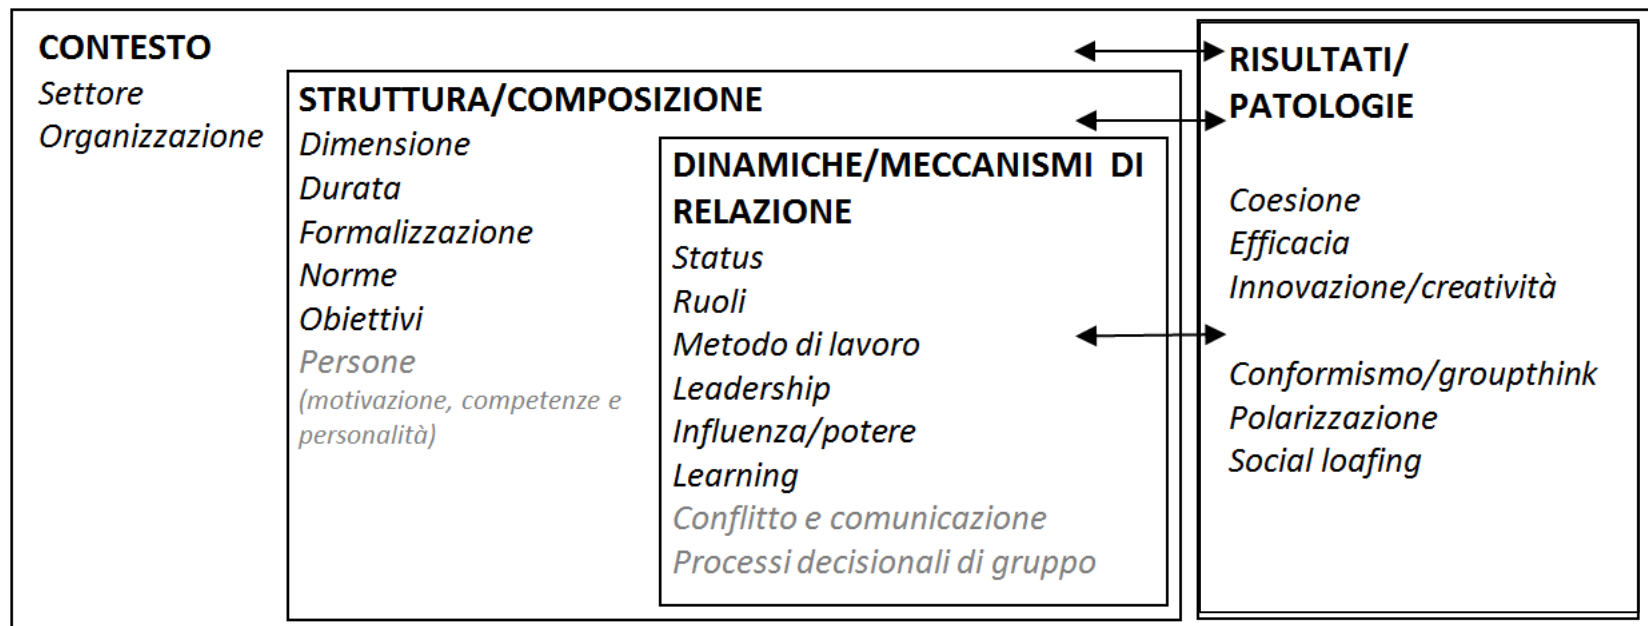 CONTESTO
Settore
Organizzazione
STRUTTURA/COMPOSIZIONE
Dimensione
Durata
Formalizzazione
Norme
Obiettivi
Persone
(motivazione, competenze e
personalità)
DINAMICHE/MECCANISMI DI
RELAZIONE
Status
Ruoli
Metodo di lavoro
Leadership
Influenza/potere
Learning
Conflitto e comunicazione
Processi decisionali di gruppo
RISULTATI/
PATOLOGIE
Coesione
Efficacia
Innovazione/creatività
Conformismo/groupthink
Polarizzazione
Social loafing